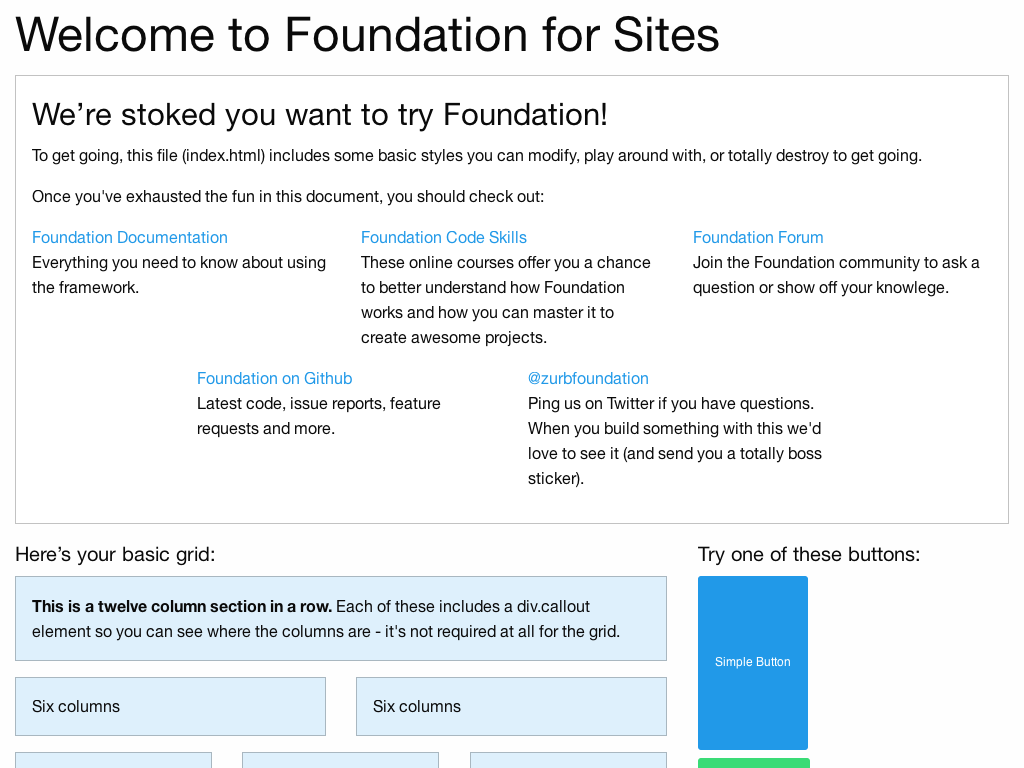 Welcome to Foundation for Sites
We’re stoked you want to try Foundation!
To get going, this file (index.html) includes some basic styles you can modify, play around with, or totally destroy to get going.
Once you've exhausted the fun in this document, you should check out:
Foundation Documentation
Everything you need to know about using
the framework.
Foundation Code Skills
These online courses offer you a chance
to better understand how Foundation
works and how you can master it to
create awesome projects.
Foundation Forum
Join the Foundation community to ask a
question or show off your knowlege.
Foundation on Github
Latest code, issue reports, feature
requests and more.
@zurbfoundation
Ping us on Twitter if you have questions.
When you build something with this we'd
love to see it (and send you a totally boss
sticker).
Here’s your basic grid:
This is a twelve column section in a row. Each of these includes a div.callout
element so you can see where the columns are - it's not required at all for the grid.
Six columns
Six columns
Try one of these buttons:
Simple Button